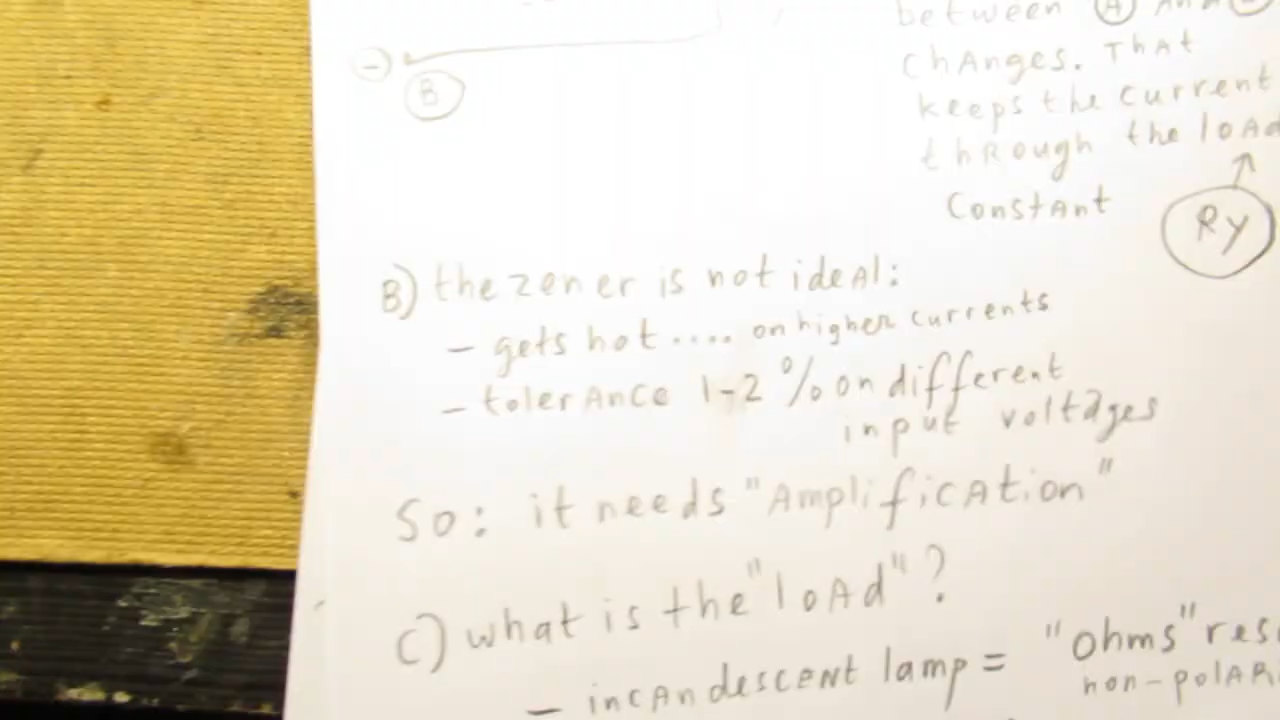 between Ⓐ And
changes. That
keeps the current
through the load
constant
Ry
(-)
B
B) the zener is not ideal:
- gets hot .... on higher currents
- tolerance 1-2 % on different
input voltages
So: it needs "Amplification"
C) what is the "load"?
- incandescent lamp = "ohms"
non-polar